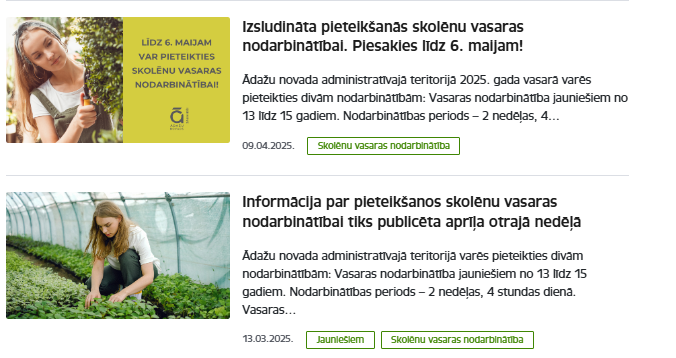 Izsludināta pieteikšanās skolēnu vasaras
nodarbinātībai. Piesakies līdz 6. maijam!
LĪDZ 6. MAIJAM
VAR PIETEIKTIES
SKOLĒNU VASARAS
NODARBINĀTĪBAI!
Ādažu novada administratīvajā teritorijā 2025. gada vasarā varēs
pieteikties divām nodarbinātībām: Vasaras nodarbinātība jauniešiem no
13 līdz 15 gadiem. Nodarbinātības periods – 2 nedēļas, 4…
09.04.2025.
Skolēnu vasaras nodarbinātība
Informācija par pieteikšanos skolēnu vasaras
nodarbinātībai tiks publicēta aprīļa otrajā nedēļā
Ādažu novada administratīvajā teritorijā varēs pieteikties divām
nodarbinātībām: Vasaras nodarbinātība jauniešiem no 13 līdz 15
gadiem. Nodarbinātības periods – 2 nedēļas, 4 stundas dienā.
Vasaras…
13.03.2025.
Jauniešiem
Skolēnu vasaras nodarbinātība